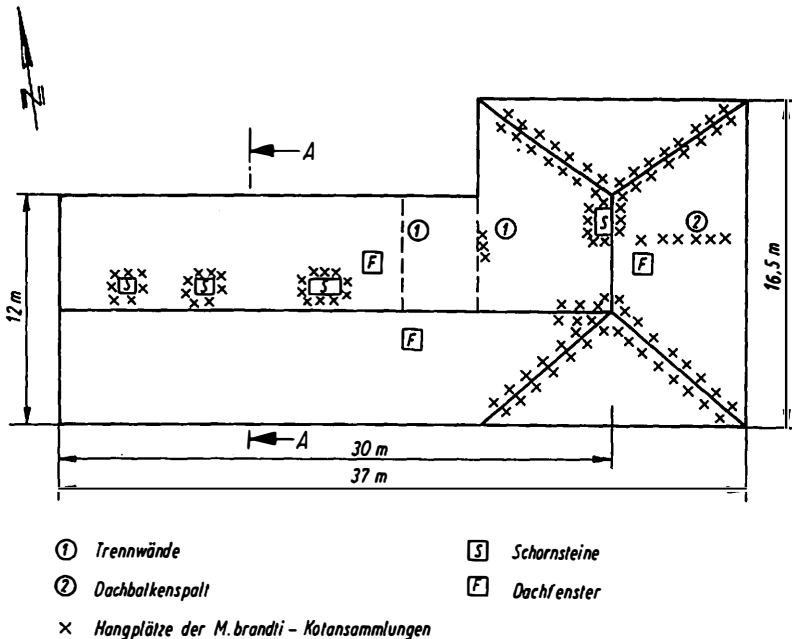 N
A
1
1
S
2
F
F
S
S
S
F
12 m
16,5 m
A
30 m
37 m
1 Trennwände
S Schornsteine
2 Dachbalkenspalt
F Dachfenster
x Hangplätze der M. brandti – Kotansammlungen